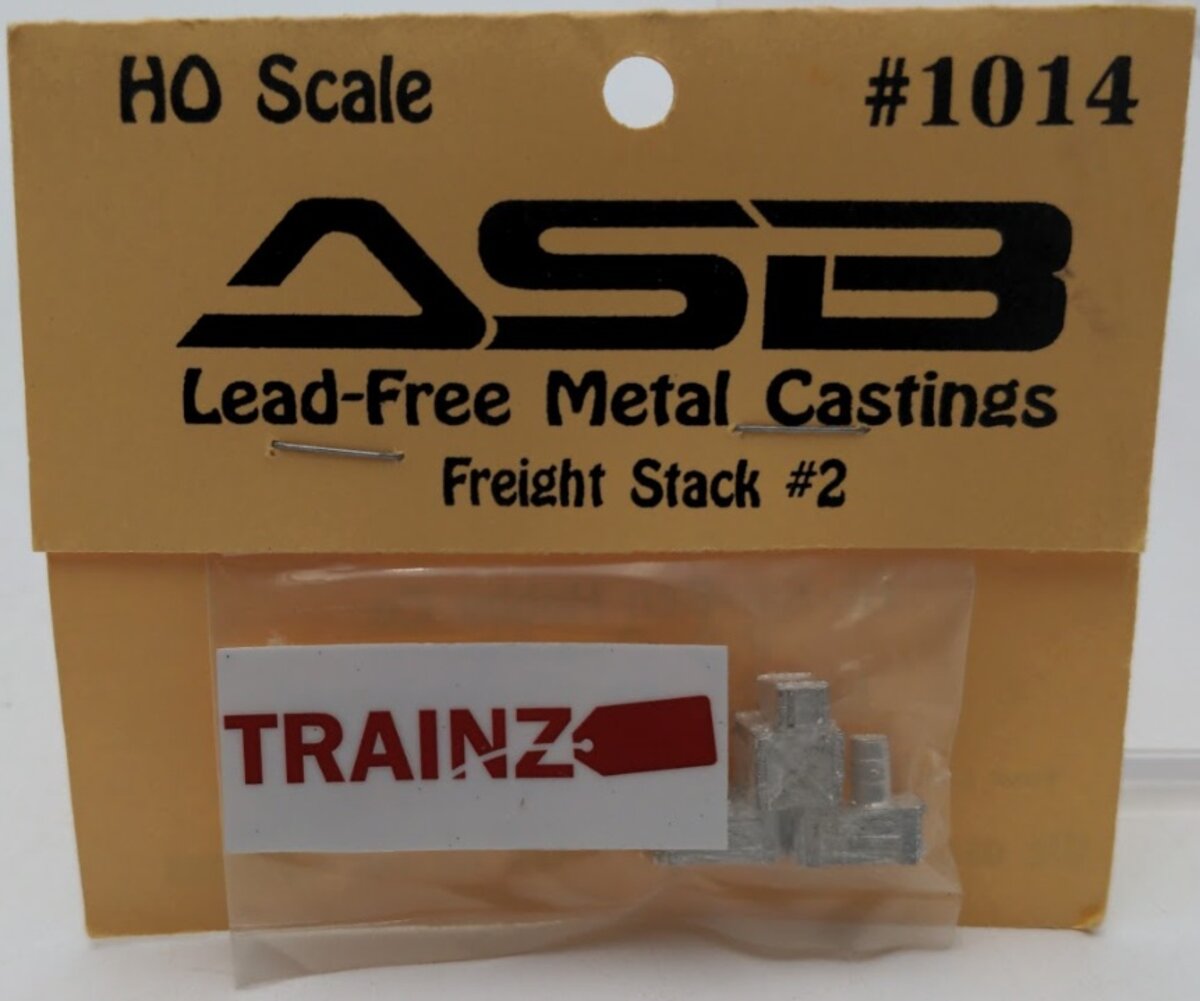 HO Scale
#1014
ASB
Lead-Free Metal Castings
Freight Stack #2
TRAINZ